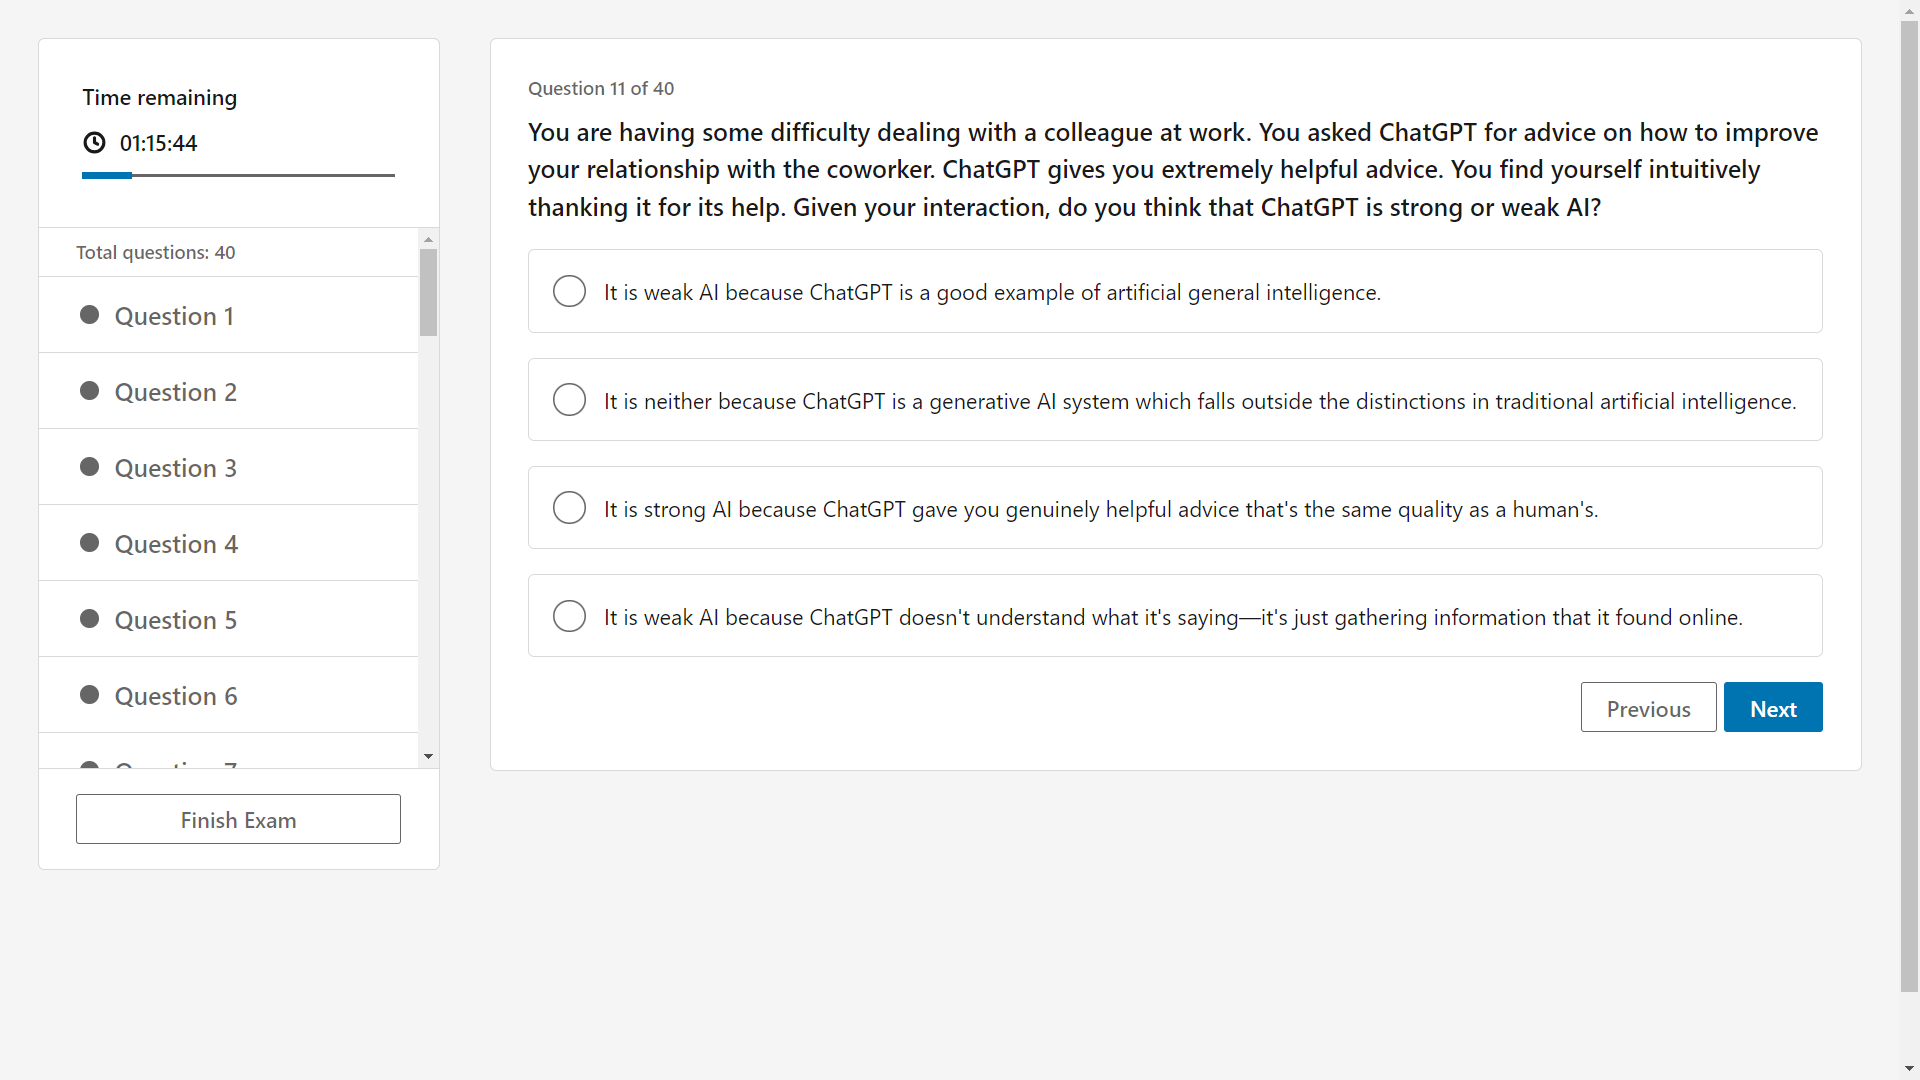 Time remaining
01:15:44
Total questions: 40
Question 1
Question 2
Question 3
Question 4
Question 5
Question 6
Question 7
Finish Exam
Question 11 of 40
You are having some difficulty dealing with a colleague at work. You asked ChatGPT for advice on how to improve
your relationship with the coworker. ChatGPT gives you extremely helpful advice. You find yourself intuitively
thanking it for its help. Given your interaction, do you think that ChatGPT is strong or weak AI?
It is weak AI because ChatGPT is a good example of artificial general intelligence.
It is neither because ChatGPT is a generative AI system which falls outside the distinctions in traditional artificial intelligence.
It is strong AI because ChatGPT gave you genuinely helpful advice that's the same quality as a human's.
It is weak AI because ChatGPT doesn't understand what it's saying—it's just gathering information that it found online.
Previous
Next